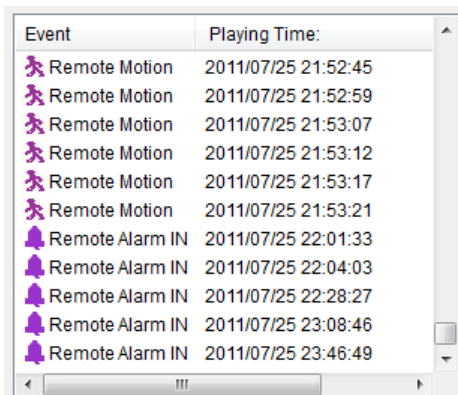 Event Playing Time:
Remote Motion 2011/07/25 21:52:45
Remote Motion 2011/07/25 21:52:59
Remote Motion 2011/07/25 21:53:07
Remote Motion 2011/07/25 21:53:12
Remote Motion 2011/07/25 21:53:17
Remote Motion 2011/07/25 21:53:21
Remote Alarm IN 2011/07/25 22:01:33
Remote Alarm IN 2011/07/25 22:04:03
Remote Alarm IN 2011/07/25 22:28:27
Remote Alarm IN 2011/07/25 23:08:46
Remote Alarm IN 2011/07/25 23:46:49